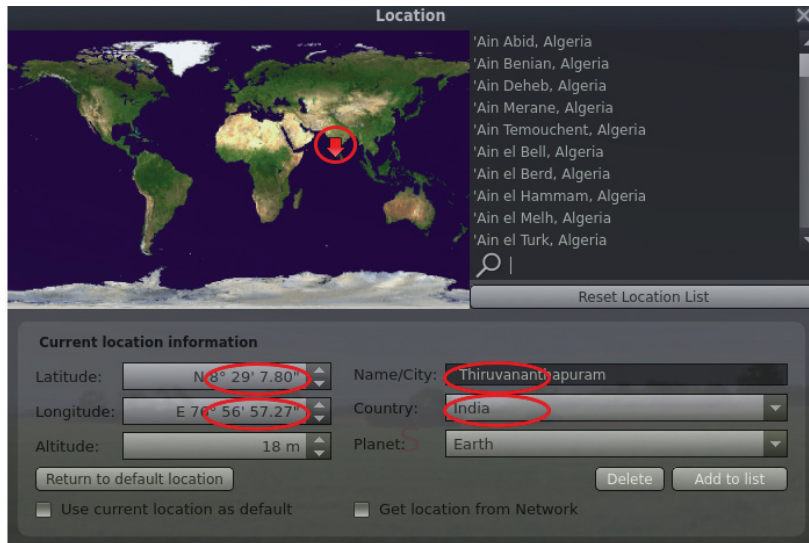 Location
'Ain Abid, Algeria
'Ain Benian, Algeria
'Ain Deheb, Algeria
'Ain Merane, Algeria
'Ain Temouchent, Algeria
'Ain el Bell, Algeria
'Ain el Berd, Algeria
'Ain el Hammam, Algeria
'Ain el Melh, Algeria
'Ain el Turk, Algeria
Reset Location List
Current location information
Latitude: N 8° 29' 7.80" Name/City: Thiruvananthapuram
Longitude: E 76° 56' 57.27" Country: India
Altitude: 18 m Planet: Earth
S
Return to default location Delete Add to list
Use current location as default Get location from Network